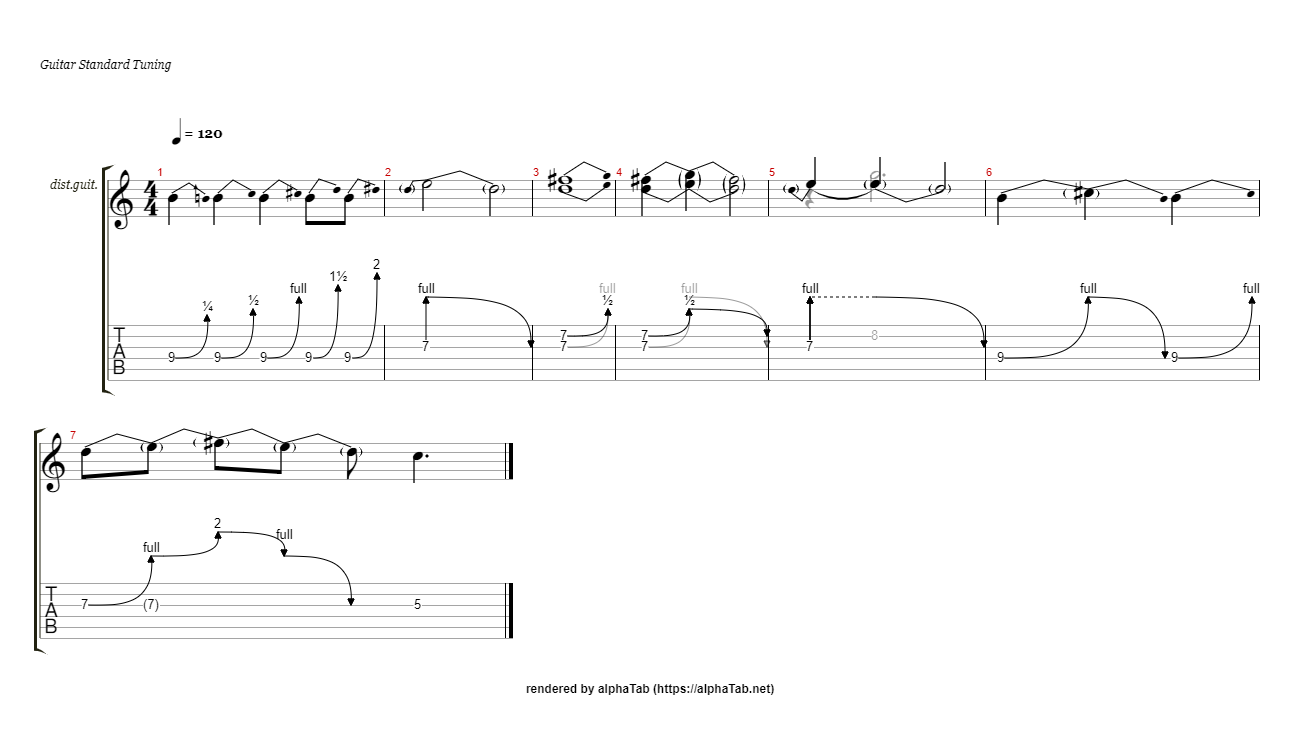 Guitar Standard Tuning
= 120
dist.guit.
1 2 3 4 5 6
4
4
2
1½
full full full full full full full
½ ½ ½
¼
T
A
B
9 9 9 9 9 7 7 7 7 7 7 8 9 9
7
2
full full
full
T
A
B
7 (7) 5
rendered by alphaTab (https://alphaTab.net)